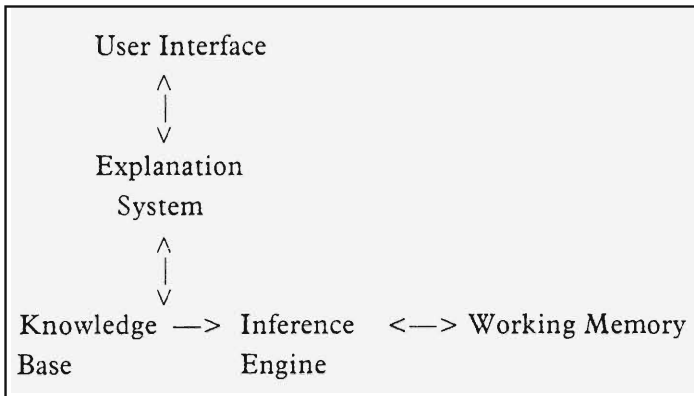 User Interface
Explanation
System
Knowledge —> Inference <—> Working Memory
Base Engine